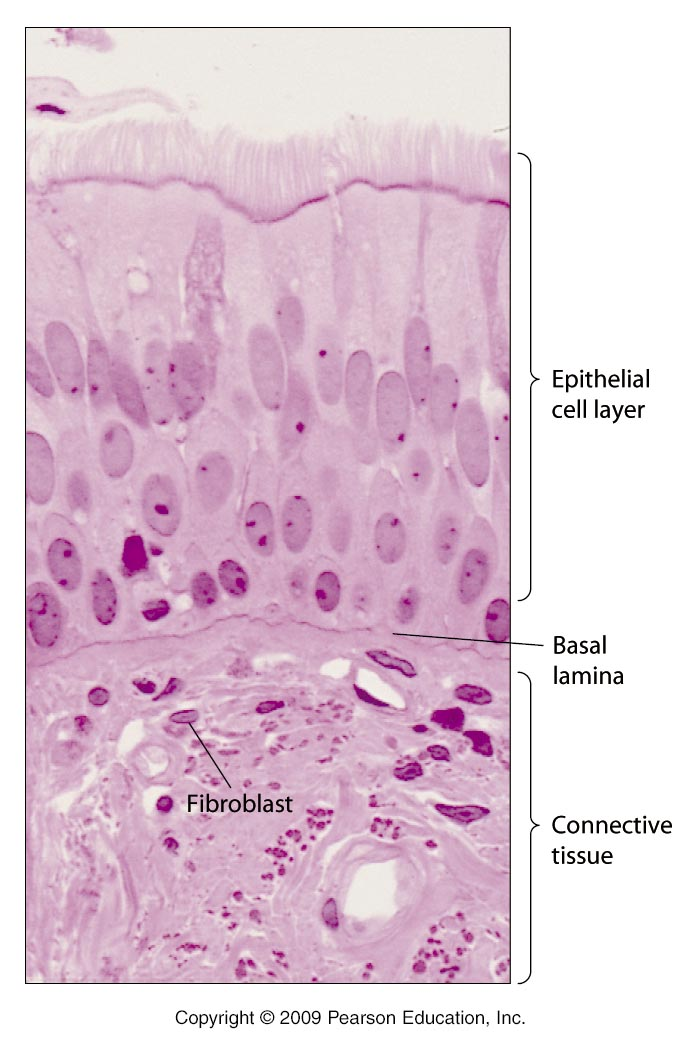 Epithelial
cell layer
Basal
lamina
Fibroblast
Connective
tissue
Copyright © 2009 Pearson Education, Inc.